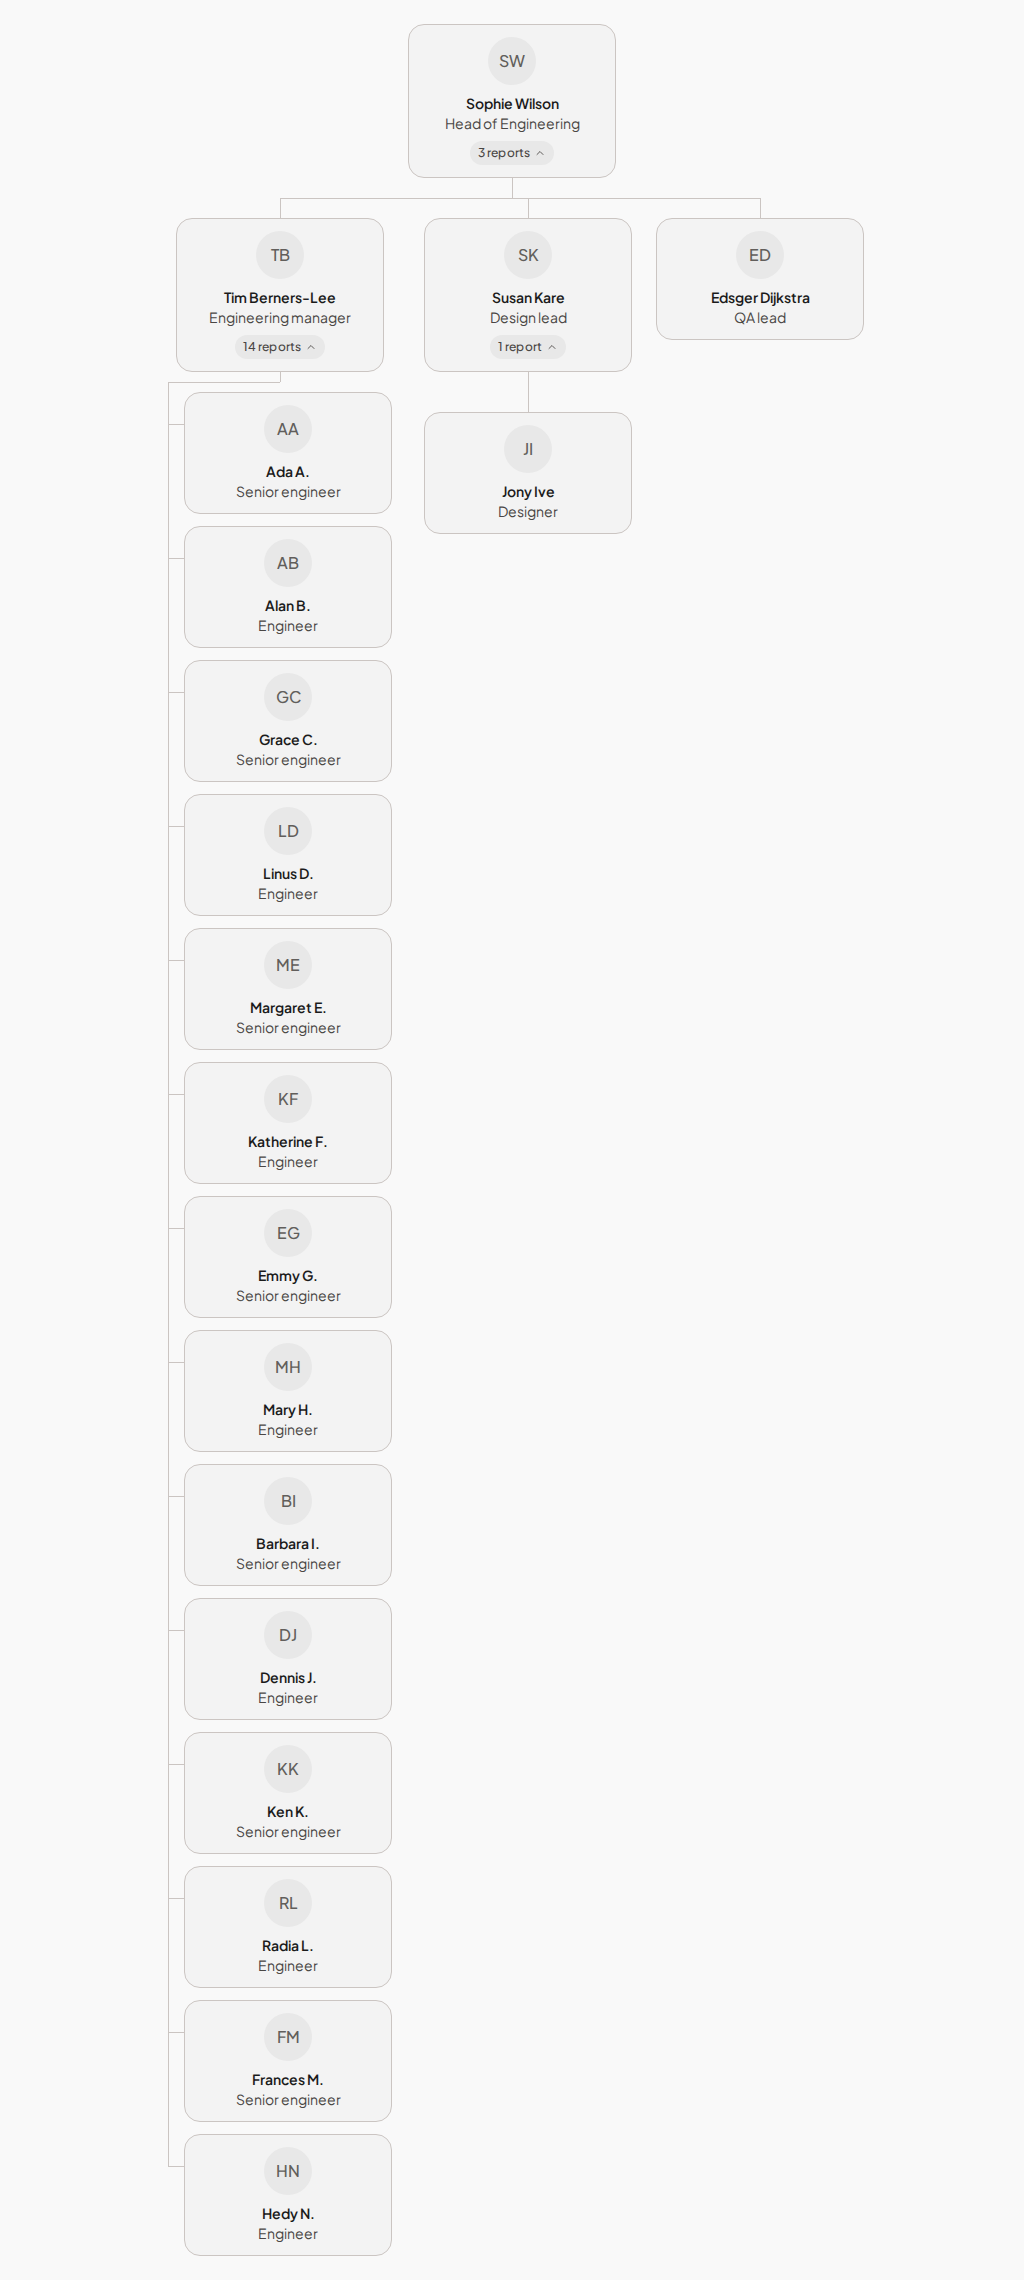 SW
Sophie Wilson
Head of Engineering
3 reports
TB
Tim Berners-Lee
Engineering manager
14 reports
SK
Susan Kare
Design lead
1 report
ED
Edsger Dijkstra
QA lead
AA
Ada A.
Senior engineer
JI
Jony Ive
Designer
AB
Alan B.
Engineer
GC
Grace C.
Senior engineer
LD
Linus D.
Engineer
ME
Margaret E.
Senior engineer
KF
Katherine F.
Engineer
EG
Emmy G.
Senior engineer
MH
Mary H.
Engineer
BI
Barbara I.
Senior engineer
DJ
Dennis J.
Engineer
KK
Ken K.
Senior engineer
RL
Radia L.
Engineer
FM
Frances M.
Senior engineer
HN
Hedy N.
Engineer